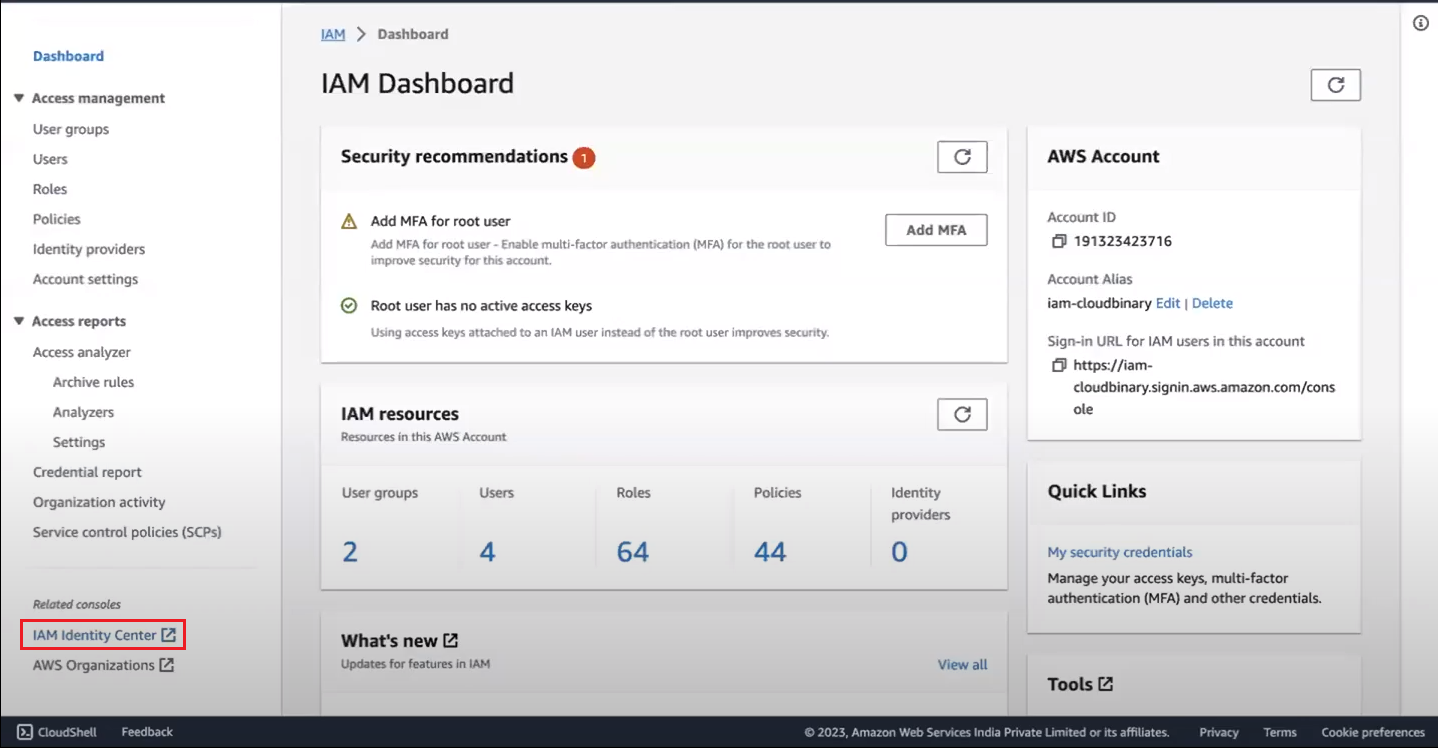 Dashboard
Access management
User groups
Users
Roles
Policies
Identity providers
Account settings
Access reports
Access analyzer
Archive rules
Analyzers
Settings
Credential report
Organization activity
Service control policies (SCPs)
Related consoles
IAM Identity Center
AWS Organizations
IAM > Dashboard
IAM Dashboard
Security recommendations 1
Add MFA for root user
Add MFA for root user - Enable multi-factor authentication (MFA) for the root user to
improve security for this account.
Add MFA
Root user has no active access keys
Using access keys attached to an IAM user instead of the root user improves security.
IAM resources
Resources in this AWS Account
User groups
2
Users
4
Roles
64
Policies
44
Identity
providers
0
What's new
Updates for features in IAM
View all
AWS Account
Account ID
191323423716
Account Alias
iam-cloudbinary Edit | Delete
Sign-in URL for IAM users in this account
https://iam-
cloudbinary.signin.aws.amazon.com/cons
ole
Quick Links
My security credentials
Manage your access keys, multi-factor
authentication (MFA) and other credentials.
Tools
CloudShell Feedback © 2023, Amazon Web Services India Private Limited or its affiliates. Privacy Terms Cookie preferences